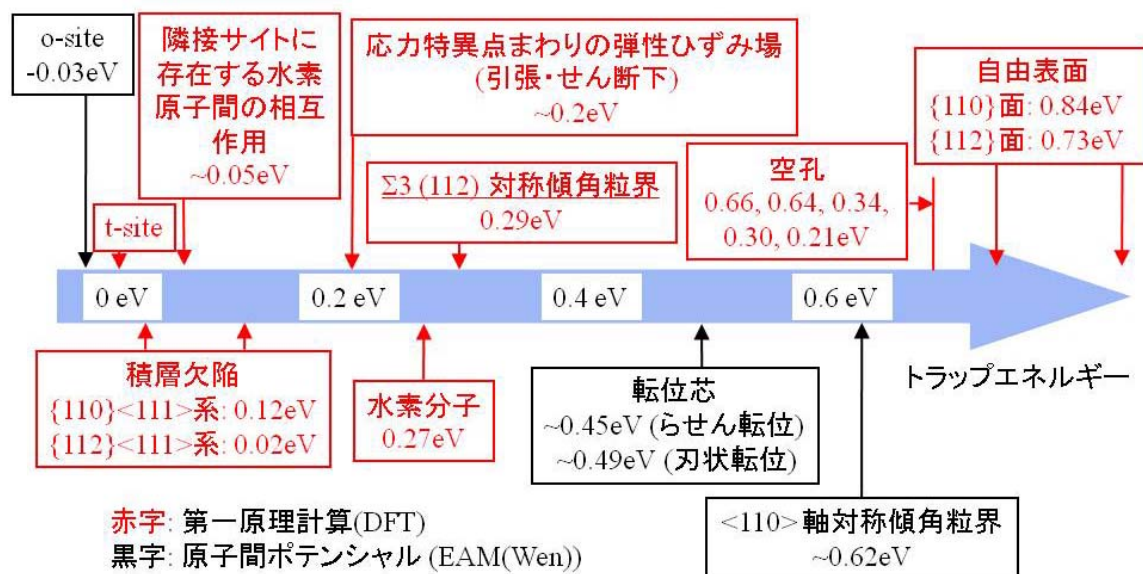 o-site
-0.03eV
隣接サイトに
存在する水素
原子間の相互
作用
~0.05eV
応力特異点まわりの弾性ひずみ場
(引張・せん断下)
~0.2eV
自由表面
{110}面: 0.84eV
{112}面: 0.73eV
空孔
0.66, 0.64, 0.34,
0.30, 0.21eV
Σ3 (112) 対称傾角粒界
0.29eV
t-site
0 eV
0.2 eV
0.4 eV
0.6 eV
トラップエネルギー
積層欠陥
{110}<111>系: 0.12eV
{112}<111>系: 0.02eV
水素分子
0.27eV
転位芯
~0.45eV (らせん転位)
~0.49eV (刃状転位)
<110>軸対称傾角粒界
~0.62eV
赤字: 第一原理計算(DFT)
黒字: 原子間ポテンシャル (EAM(Wen))